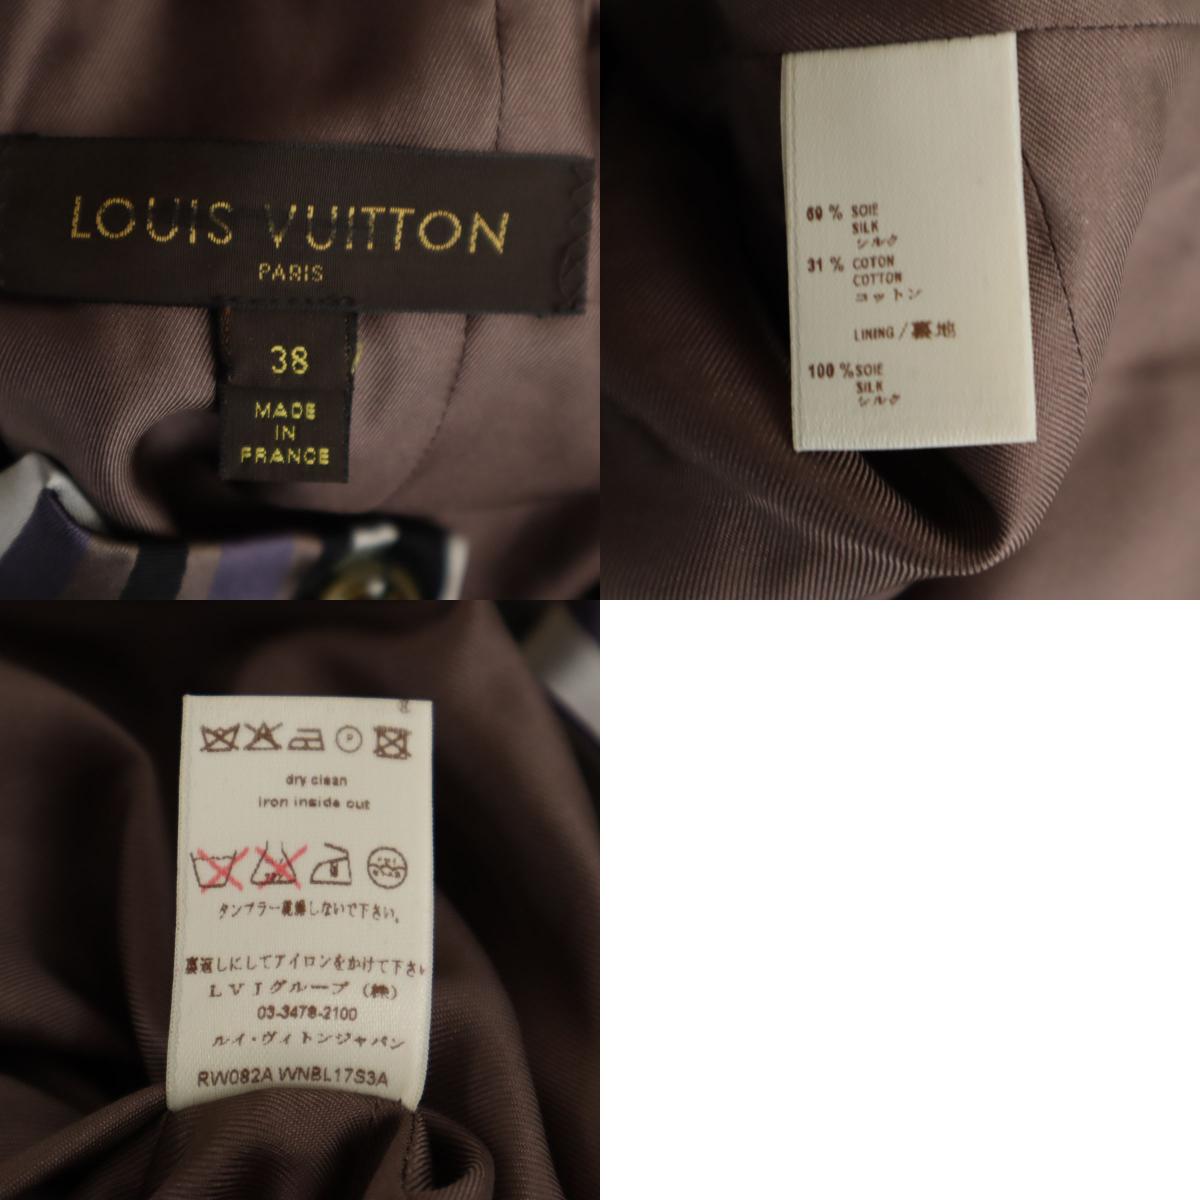 LOUIS VUITTON
PARIS
38
MADE
IN
FRANCE
69 % SOIE
SILK
シルク
31 % COTON
COTTON
コットン
LINING / 裏地
100 % SOIE
SILK
シルク
dry clean
iron inside out
タンブラー乾燥しないで下さい。
裏返しにしてアイロンをかけて下さい
LVJグループ (株)
03-3478-2100
ルイ・ヴィトンジャパン
RW082A WNBL17S3A